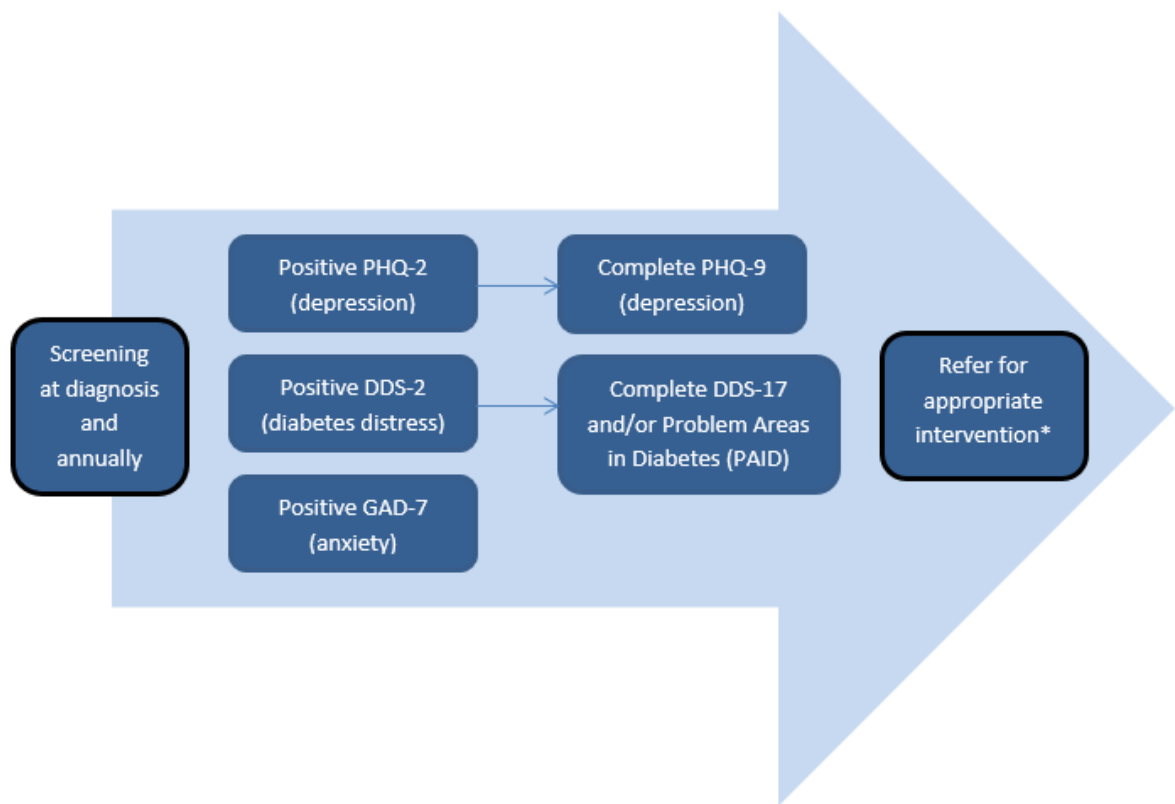 Screening
at diagnosis
and
annually
Positive PHQ-2
(depression)
Complete PHQ-9
(depression)
Positive DDS-2
(diabetes distress)
Complete DDS-17
and/or Problem Areas
in Diabetes (PAID)
Positive GAD-7
(anxiety)
Refer for
appropriate
intervention*